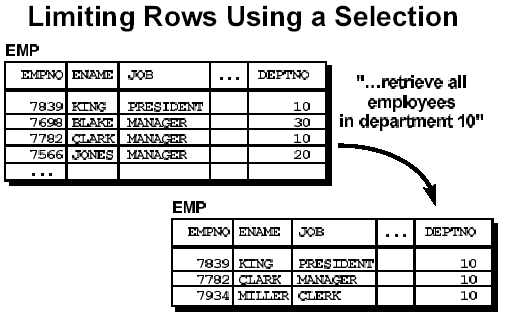 Limiting Rows Using a Selection
EMP
EMPNO ENAME JOB ... DEPTNO
7839 KING PRESIDENT 10
7698 BLAKE MANAGER 30
7782 CLARK MANAGER 10
7566 JONES MANAGER 20
...
"...retrieve all
employees
in department 10"
EMP
EMPNO ENAME JOB ... DEPTNO
7839 KING PRESIDENT 10
7782 CLARK MANAGER 10
7934 MILLER CLERK 10